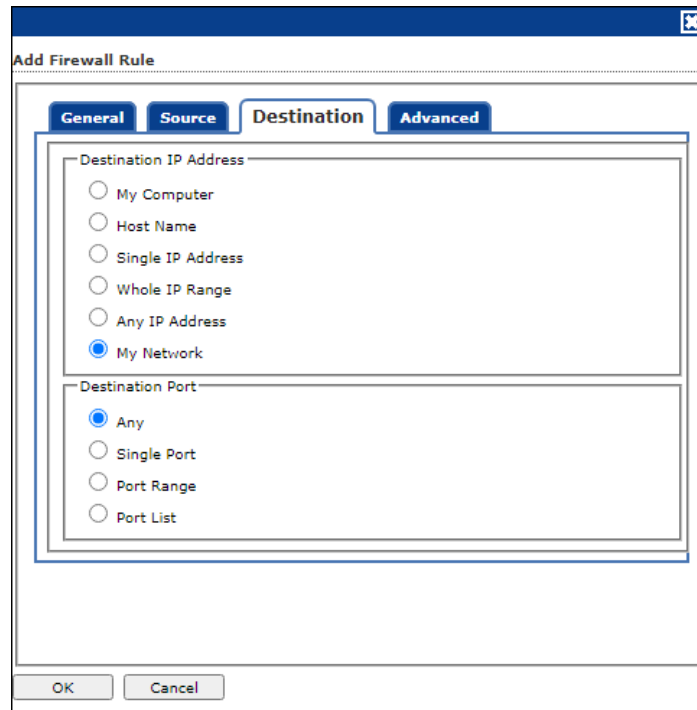 Add Firewall Rule
General Source Destination Advanced
Destination IP Address
My Computer
Host Name
Single IP Address
Whole IP Range
Any IP Address
My Network
Destination Port
Any
Single Port
Port Range
Port List
OK Cancel